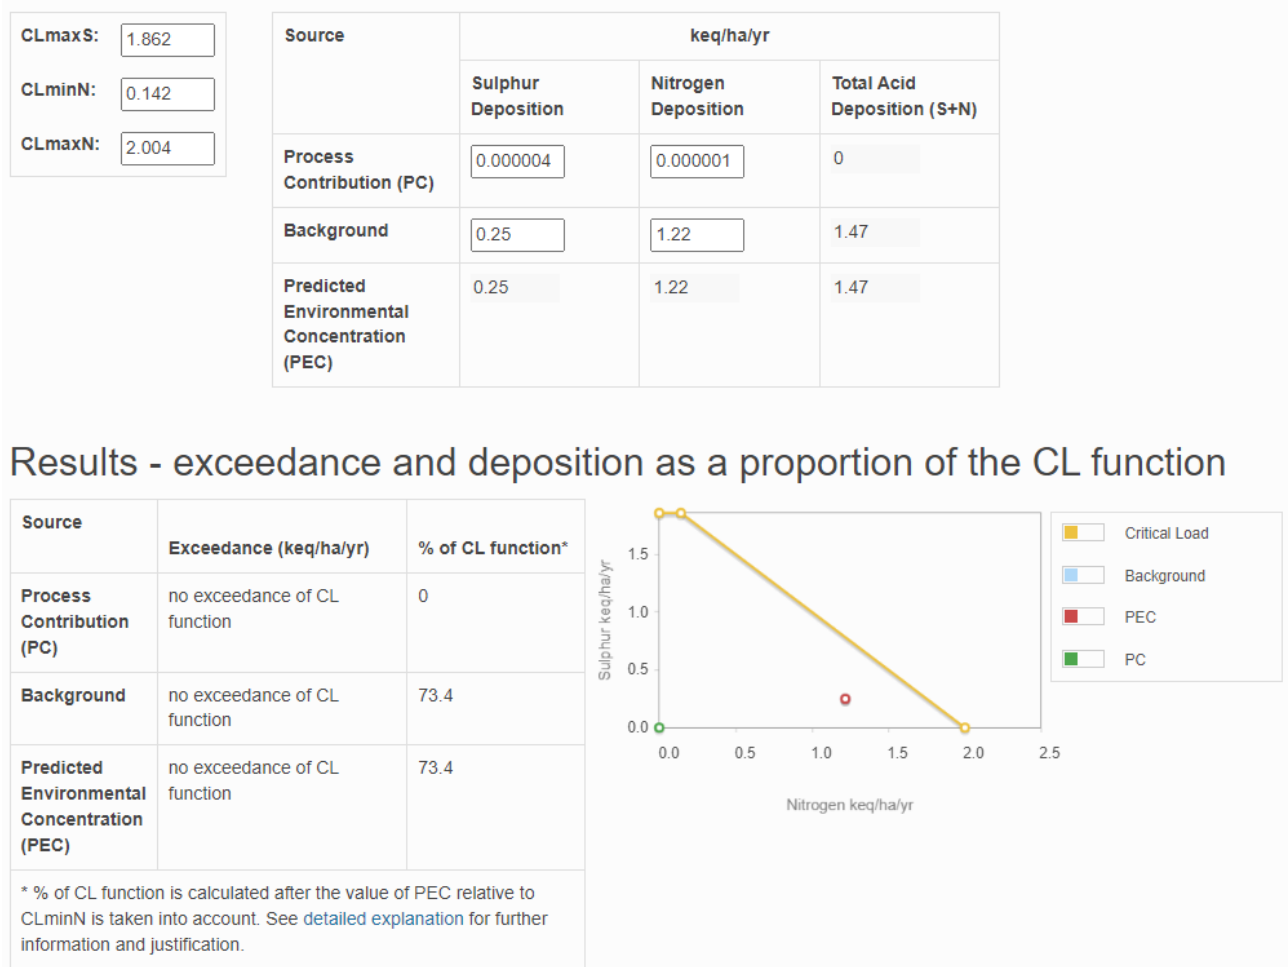 CLmaxS: 1.862
CLminN: 0.142
CLmaxN: 2.004
Source keq/ha/yr
Sulphur Nitrogen Total Acid
Deposition Deposition Deposition (S+N)
Process 0.000004 0.000001 0
Contribution (PC)
Background 0.25 1.22 1.47
Predicted 0.25 1.22 1.47
Environmental
Concentration
(PEC)
Results - exceedance and deposition as a proportion of the CL function
Source
Exceedance (keq/ha/yr) % of CL function*
Process no exceedance of CL 0
Contribution function
(PC)
Background no exceedance of CL 73.4
function
Predicted no exceedance of CL 73.4
Environmental function
Concentration
(PEC)
* % of CL function is calculated after the value of PEC relative to
CLminN is taken into account. See detailed explanation for further
information and justification.
Sulphur keq/ha/yr
1.5
1.0
0.5
0.0
0.0 0.5 1.0 1.5 2.0 2.5
Nitrogen keq/ha/yr
Critical Load
Background
PEC
PC